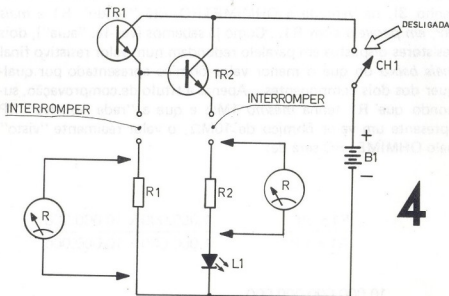 TR1
TR2
DESLIGADA
CH1
INTERROMPER
INTERROMPER
+
B1
−
R
R1
R2
R
4
L1